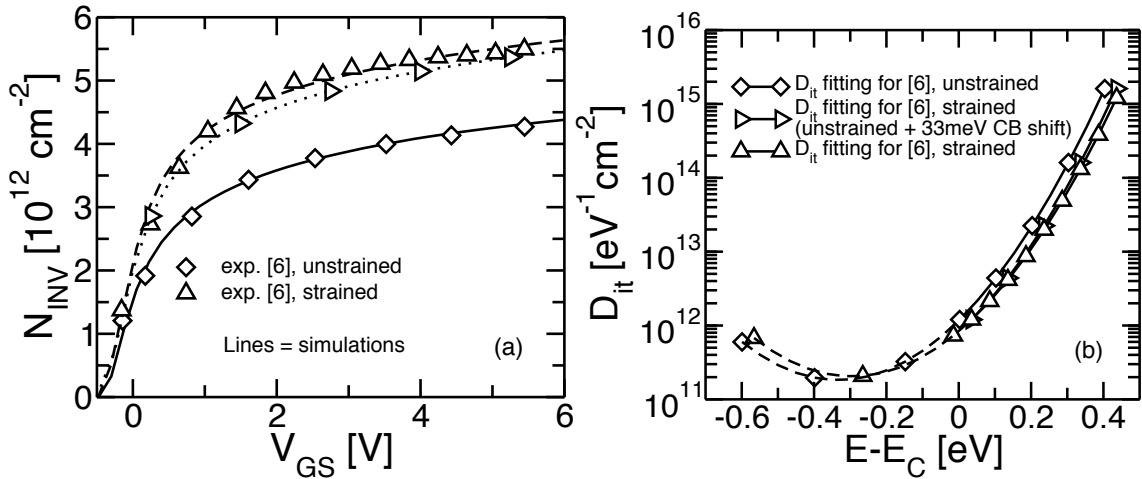 6
5
4
3
2
1
0
N_INV [10^12 cm^-2]
exp. [6], unstrained
exp. [6], strained
Lines = simulations
(a)
0 2 4 6
V_GS [V]
10^16
10^15
10^14
10^13
10^12
10^11
D_it [eV^-1 cm^-2]
D_it fitting for [6], unstrained
D_it fitting for [6], strained
(unstrained + 33meV CB shift)
D_it fitting for [6], strained
(b)
-0.6 -0.4 -0.2 0 0.2 0.4
E-E_C [eV]